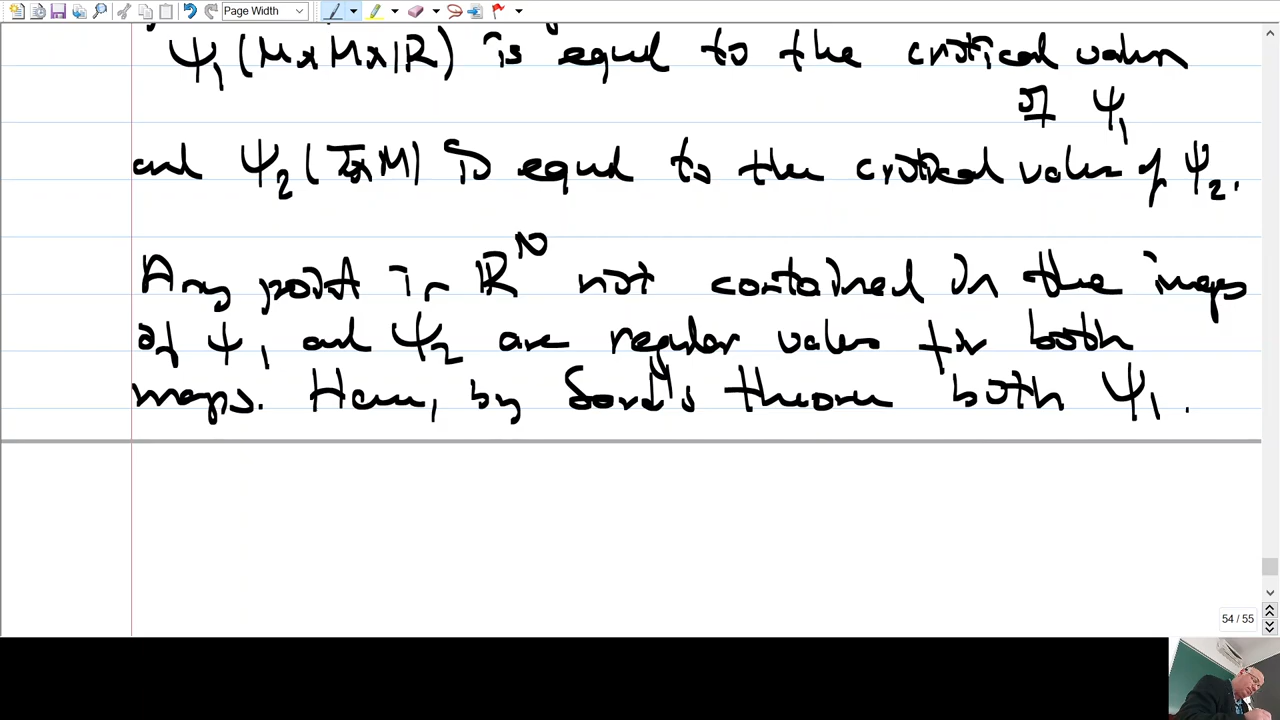 Page Width
Ψ₁(M×M×ℝ) is equal to the critical values
of Ψ₁
and Ψ₂(TM) is equal to the critical values of Ψ₂.
Any point in ℝᴺ not contained in the images
of Ψ₁ and Ψ₂ are regular values for both
maps. Hence, by Sard's theorem both Ψ₁
54 / 55